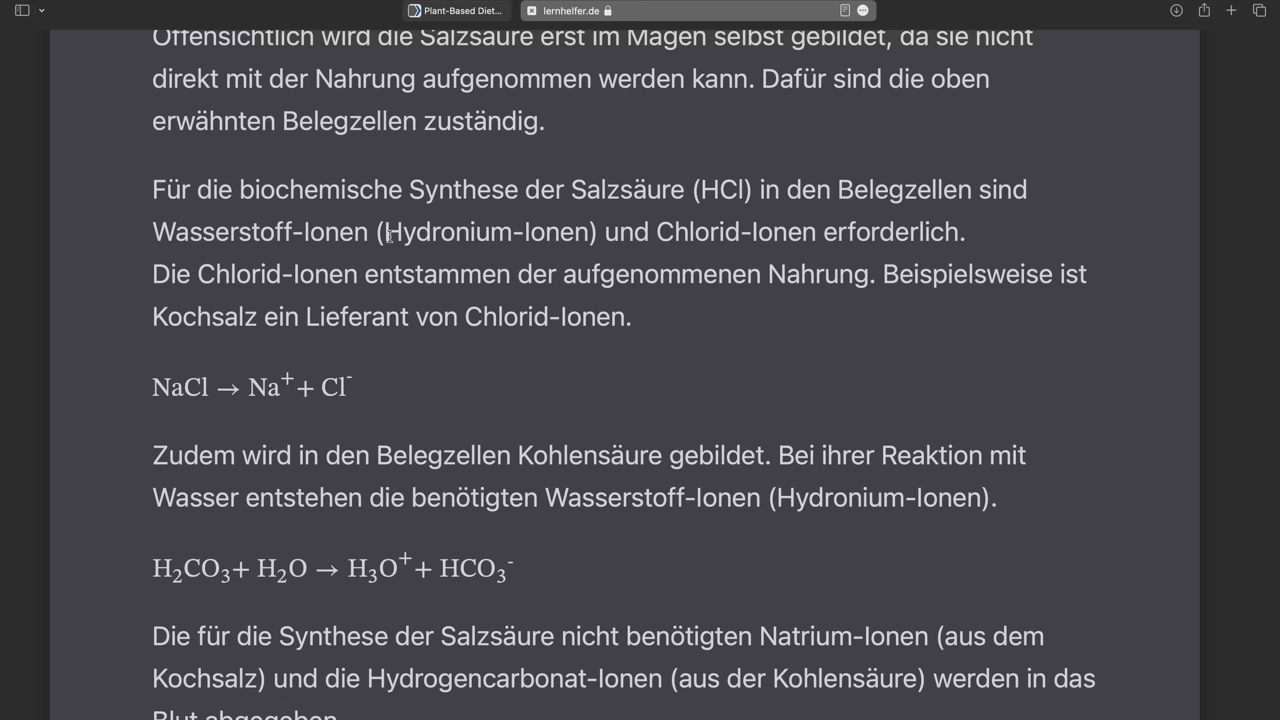 Plant-Based Diet...
lernhelfer.de
Offensichtlich wird die Salzsäure erst im Magen selbst gebildet, da sie nicht
direkt mit der Nahrung aufgenommen werden kann. Dafür sind die oben
erwähnten Belegzellen zuständig.
Für die biochemische Synthese der Salzsäure (HCl) in den Belegzellen sind
Wasserstoff-Ionen (Hydronium-Ionen) und Chlorid-Ionen erforderlich.
Die Chlorid-Ionen entstammen der aufgenommenen Nahrung. Beispielsweise ist
Kochsalz ein Lieferant von Chlorid-Ionen.
NaCl → Na⁺+ Cl⁻
Zudem wird in den Belegzellen Kohlensäure gebildet. Bei ihrer Reaktion mit
Wasser entstehen die benötigten Wasserstoff-Ionen (Hydronium-Ionen).
H₂CO₃+ H₂O → H₃O⁺+ HCO₃⁻
Die für die Synthese der Salzsäure nicht benötigten Natrium-Ionen (aus dem
Kochsalz) und die Hydrogencarbonat-Ionen (aus der Kohlensäure) werden in das
Blut abgegeben